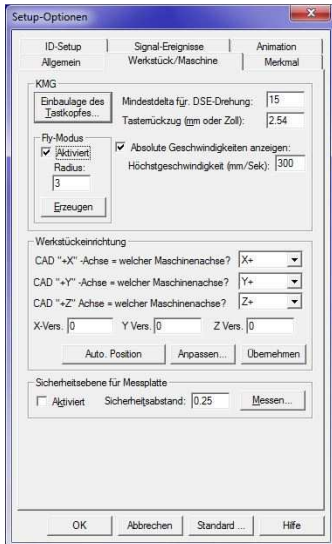 Setup-Optionen
ID-Setup Signal-Ereignisse Animation
Allgemein Werkstück/Maschine Merkmal
KMG
Einbaulage des Tastkopfes...
Mindestdelta für. DSE-Drehung: 15
Tasterrückzug (mm oder Zoll): 2.54
Fly-Modus
Aktiviert
Radius:
3
Erzeugen
Absolute Geschwindigkeiten anzeigen:
Höchstgeschwindigkeit (mm/Sek): 300
Werkstückeinrichtung
CAD "+X" -Achse = welcher Maschinenachse? X+
CAD "+Y" -Achse = welcher Maschinenachse? Y+
CAD "+Z" Achse = welcher Maschinenachse? Z+
X-Vers. 0 Y Vers. 0 Z Vers. 0
Auto. Position Anpassen... Übernehmen
Sicherheitsebene für Messplatte
Aktiviert Sicherheitsabstand: 0.25 Messen...
OK Abbrechen Standard ... Hilfe